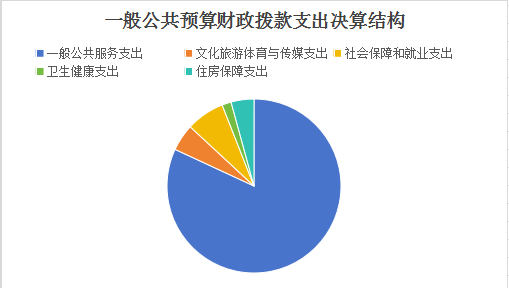 一般公共预算财政拨款支出决算结构
一般公共服务支出 文化旅游体育与传媒支出 社会保障和就业支出
卫生健康支出 住房保障支出